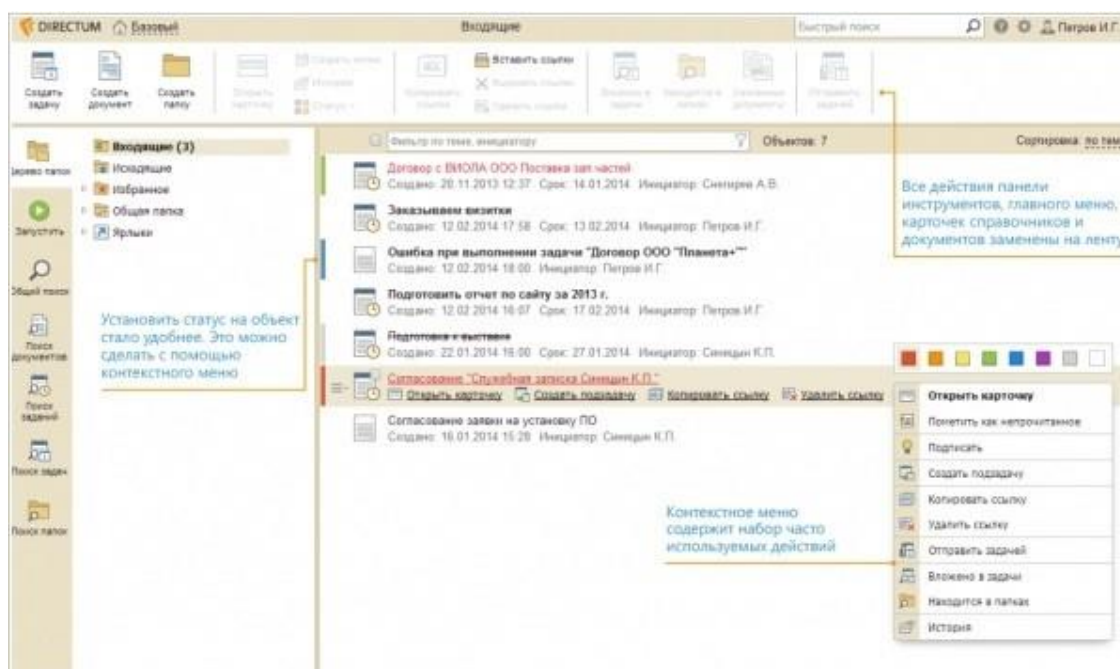 DIRECTUM Базовый
Входящие
Быстрый поиск
Петров И.Г.
Создать задачу
Создать документ
Создать папку
Открыть карточку
История
Статус
Вставить ссылку
Удалить ссылку
Отправить задачей
Дерево папок
Запустить
Общий поиск
Поиск документов
Поиск заданий
Поиск задач
Поиск папок
Входящие (3)
Исходящие
Избранное
Общая папка
Ярлыки
Фильтр по теме, инициатору
Объектов: 7
Сортировка: по тем
Договор с ВИОЛА ООО Поставка зап частей
Создано: 20.11.2013 12:37 Срок: 14.01.2014 Инициатор: Снегирев А.В.
Заказываем визитки
Создано: 12.02.2014 17:58 Срок: 13.02.2014 Инициатор: Петров И.Г.
Ошибка при выполнении задачи "Договор ООО "Планета+""
Создано: 12.02.2014 18:00 Инициатор: Петров И.Г.
Подготовить отчет по сайту за 2013 г.
Создано: 12.02.2014 16:07 Срок: 17.02.2014 Инициатор: Петров И.Г.
Подготовка к выставке
Создано: 22.01.2014 16:00 Срок: 27.01.2014 Инициатор: Синицын К.П.
Согласование "Служебная записка Синицын К.П."
Открыть карточку Создать подзадачу Копировать ссылку Удалить ссылку
Согласование заявки на установку ПО
Создано: 16.01.2014 15:28 Инициатор: Синицын К.П.
Все действия панели
инструментов, главного меню,
карточек справочников и
документов заменены на ленту
Установить статус на объект
стало удобнее. Это можно
сделать с помощью
контекстного меню
Контекстное меню
содержит набор часто
используемых действий
Открыть карточку
Пометить как непрочитанное
Подписать
Создать подзадачу
Копировать ссылку
Удалить ссылку
Отправить задачей
Вложено в задачи
Находится в папках
История